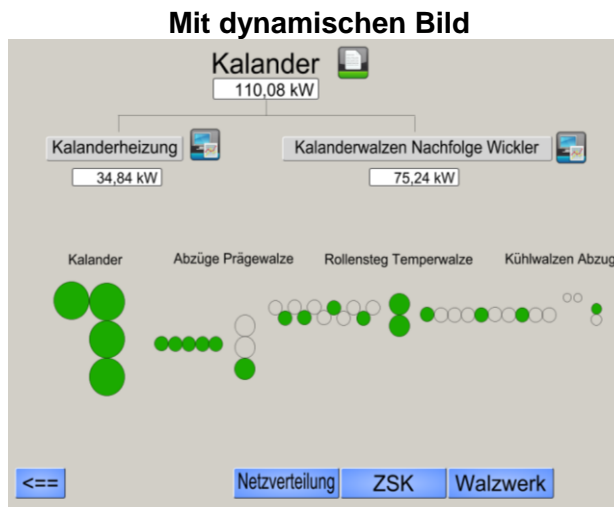 Mit dynamischen Bild
Kalander
110,08 kW
Kalanderheizung
Kalanderwalzen Nachfolge Wickler
34,84 kW
75,24 kW
Kalander
Abzüge Prägewalze
Rollensteg Temperwalze
Kühlwalzen Abzug
<==
Netzverteilung
ZSK
Walzwerk